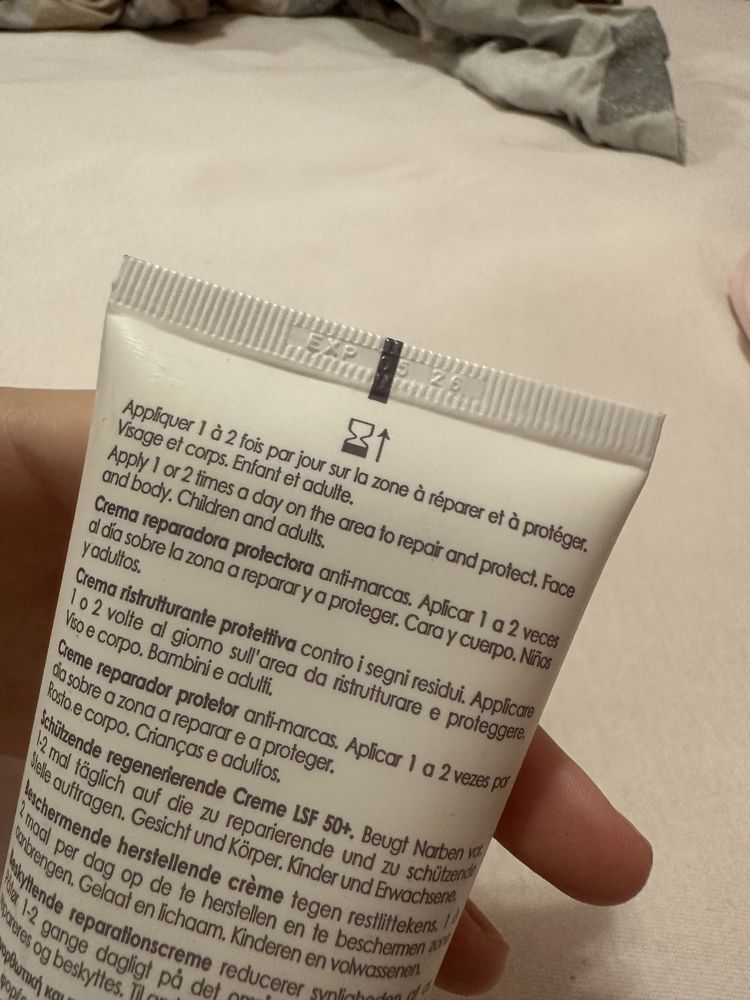 EXP 5 26
Appliquer 1 à 2 fois par jour sur la zone à réparer et à protéger.
Visage et corps. Enfant et adulte.
Apply 1 or 2 times a day on the area to repair and protect. Face
and body. Children and adults.
Crema reparadora protectora anti-marcas. Aplicar 1 a 2 veces
al día sobre la zona a reparar y a proteger. Cara y cuerpo. Niños
y adultos.
Crema ristrutturante protettiva contro i segni residui. Applicare
1 o 2 volte al giorno sull'area da ristrutturare e proteggere.
Viso e corpo. Bambini e adulti.
Creme reparador protetor anti-marcas. Aplicar 1 a 2 vezes por
dia sobre a zona a reparar e a proteger.
Rosto e corpo. Crianças e adultos.
Schützende regenerierende Creme LSF 50+. Beugt Narben vor.
1-2 mal täglich auf die zu reparierende und zu schützende
Stelle auftragen. Gesicht und Körper. Kinder und Erwachsene.
Beschermende herstellende crème tegen restlittekens. 1 à
2 maal per dag op de te herstellen en te beschermen zone
aanbrengen. Gelaat en lichaam. Kinderen en volwassenen.
Beskyttende reparationscreme reducerer synligheden af
1-2 gange dagligt på det
repareres og beskyttes. Til